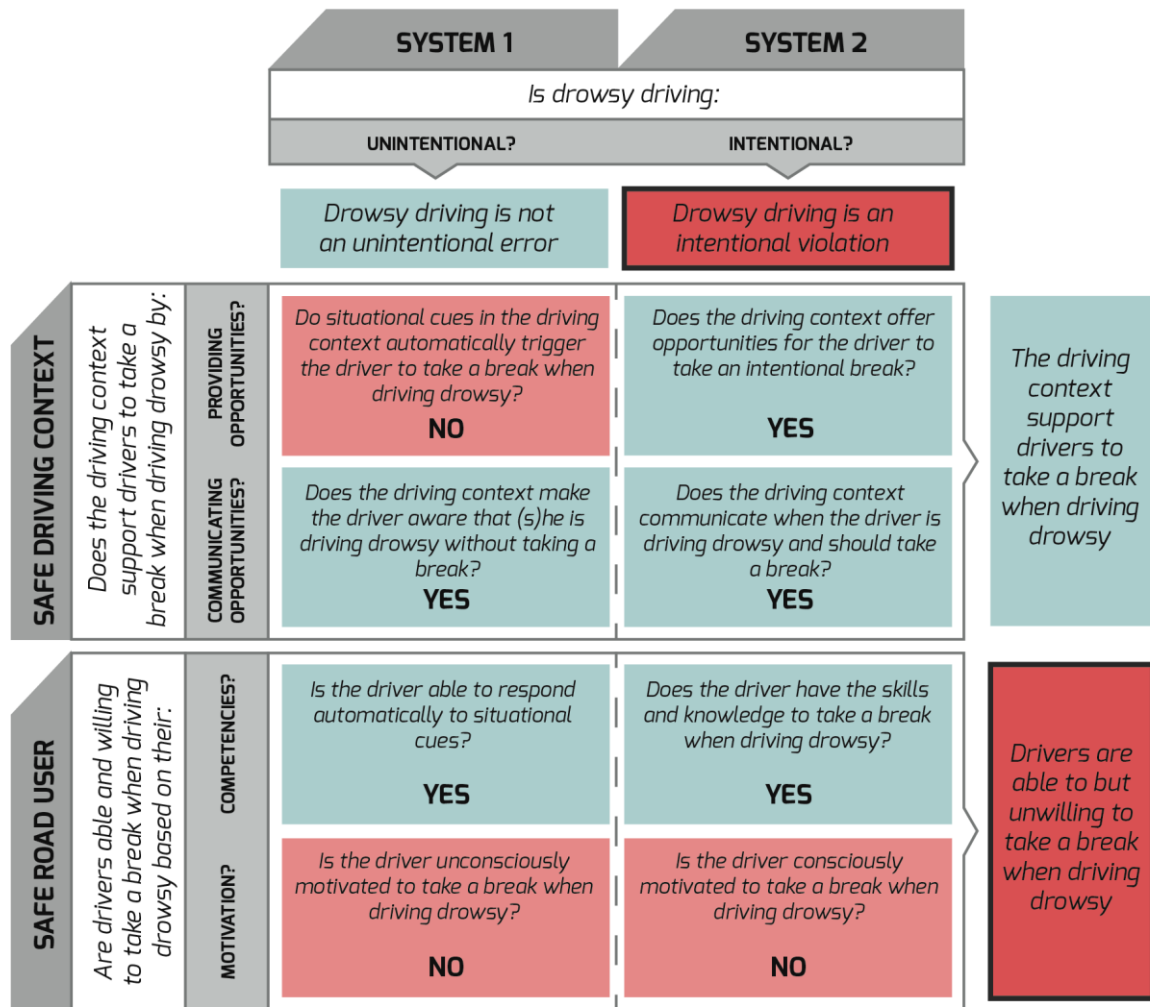 SYSTEM 1
SYSTEM 2
Is drowsy driving:
UNINTENTIONAL?
INTENTIONAL?
Drowsy driving is not
an unintentional error
Drowsy driving is an
intentional violation
SAFE DRIVING CONTEXT
Does the driving context
support drivers to take a
break when driving drowsy by:
PROVIDING
OPPORTUNITIES?
Do situational cues in the driving
context automatically trigger
the driver to take a break when
driving drowsy?
NO
Does the driving context offer
opportunities for the driver to
take an intentional break?
YES
COMMUNICATING
OPPORTUNITIES?
Does the driving context make
the driver aware that (s)he is
driving drowsy without taking a
break?
YES
Does the driving context
communicate when the driver is
driving drowsy and should take
a break?
YES
The driving
context
support
drivers to
take a break
when driving
drowsy
SAFE ROAD USER
Are drivers able and willing
to take a break when driving
drowsy based on their:
COMPETENCIES?
Is the driver able to respond
automatically to situational
cues?
YES
Does the driver have the skills
and knowledge to take a break
when driving drowsy?
YES
MOTIVATION?
Is the driver unconsciously
motivated to take a break when
driving drowsy?
NO
Is the driver consciously
motivated to take a break when
driving drowsy?
NO
Drivers are
able to but
unwilling to
take a break
when driving
drowsy